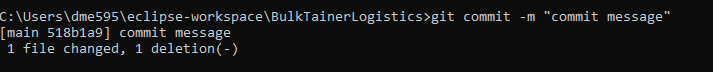 C:\Users\dme595\eclipse-workspace\BulkTainerLogistics>git commit -m "commit message"
[main 518b1a9] commit message
 1 file changed, 1 deletion(-)